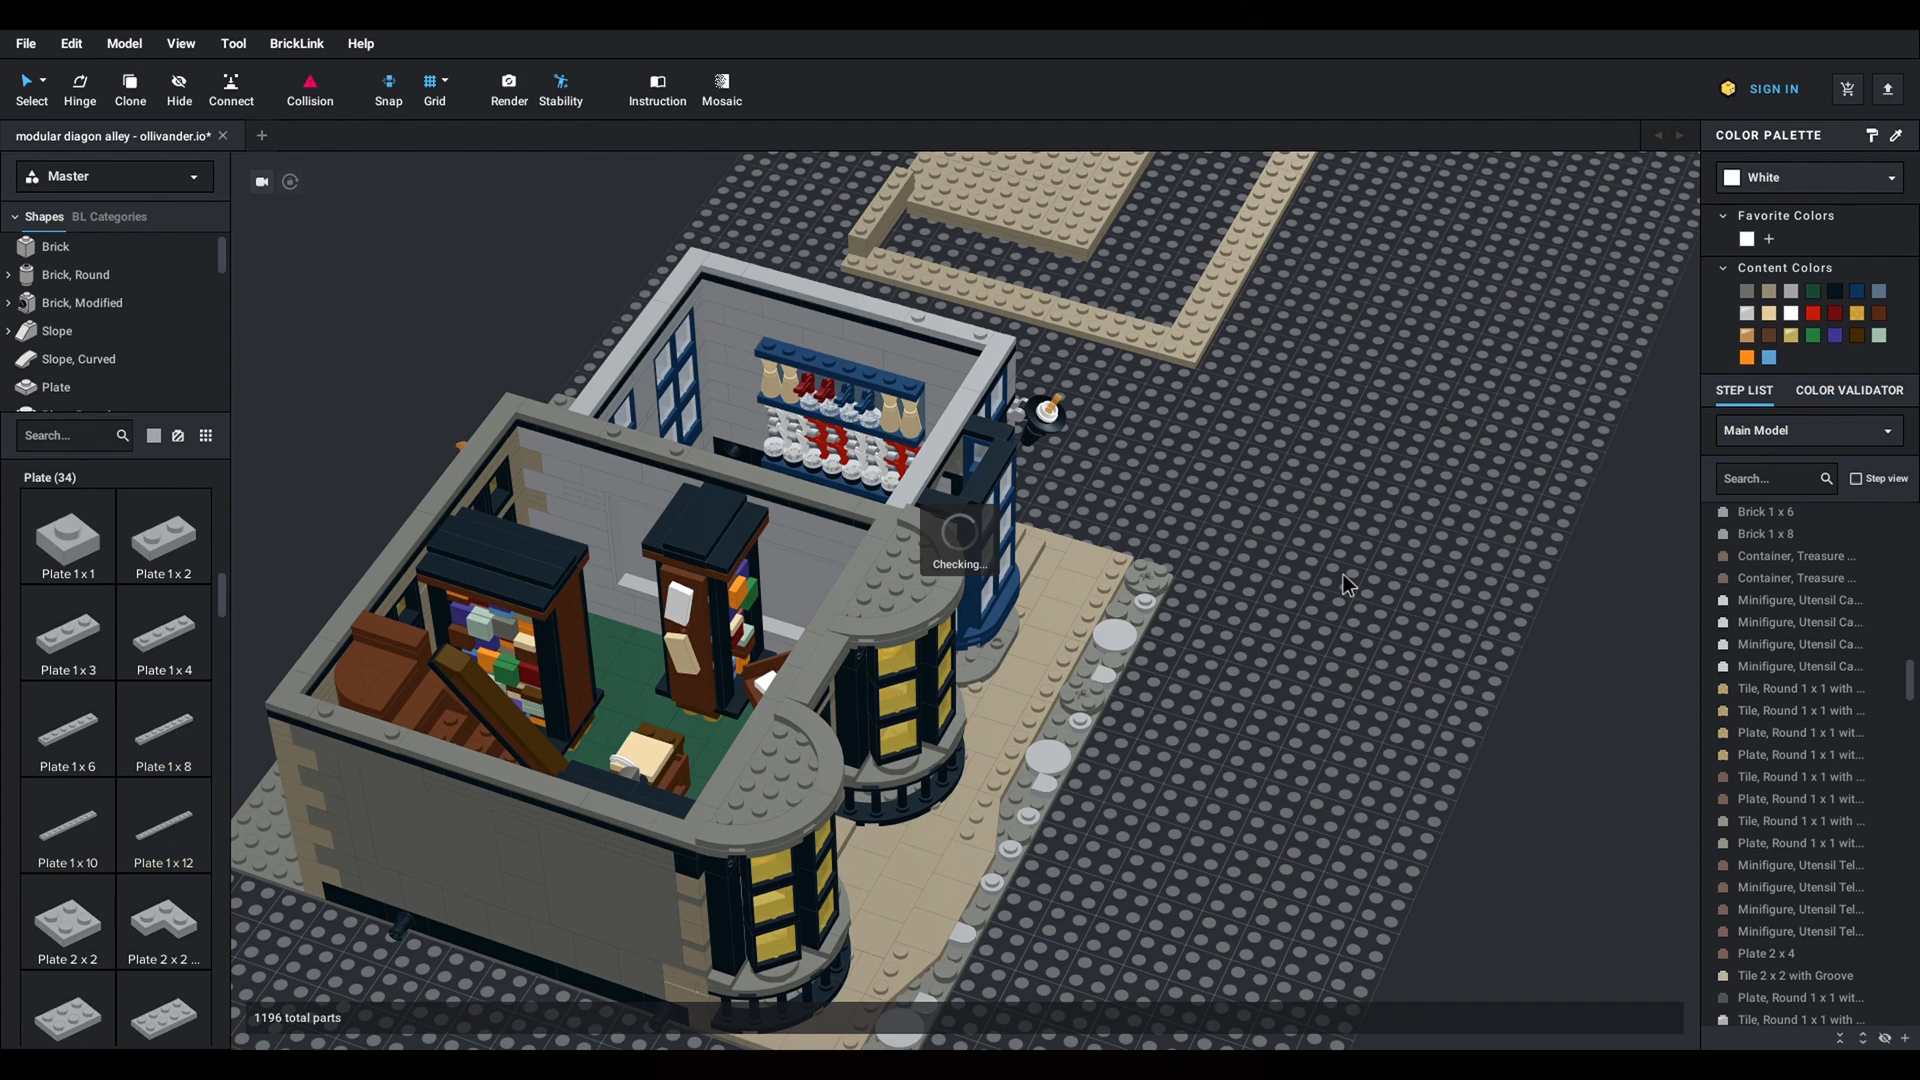 File Edit Model View Tool BrickLink Help
Select Hinge Clone Hide Connect Collision Snap Grid Render Stability Instruction Mosaic SIGN IN
modular diagon alley - ollivander.io*
COLOR PALETTE
Master
White
Shapes BL Categories
Favorite Colors
Brick
Brick, Round
Content Colors
Brick, Modified
Slope
Slope, Curved
Plate
STEP LIST COLOR VALIDATOR
Search...
Main Model
Plate (34)
Search... Step view
Brick 1 x 6
Brick 1 x 8
Container, Treasure ...
Container, Treasure ...
Minifigure, Utensil Ca...
Minifigure, Utensil Ca...
Minifigure, Utensil Ca...
Minifigure, Utensil Ca...
Tile, Round 1 x 1 with ...
Tile, Round 1 x 1 with ...
Plate, Round 1 x 1 wit...
Plate, Round 1 x 1 wit...
Tile, Round 1 x 1 with ...
Plate, Round 1 x 1 wit...
Tile, Round 1 x 1 with ...
Plate, Round 1 x 1 wit...
Minifigure, Utensil Tel...
Minifigure, Utensil Tel...
Minifigure, Utensil Tel...
Minifigure, Utensil Tel...
Plate 2 x 4
Tile 2 x 2 with Groove
Plate, Round 1 x 1 wit...
Tile, Round 1 x 1 with ...
Plate 1 x 1 Plate 1 x 2
Plate 1 x 3 Plate 1 x 4
Plate 1 x 6 Plate 1 x 8
Plate 1 x 10 Plate 1 x 12
Plate 2 x 2 Plate 2 x 2 ...
Checking...
1196 total parts